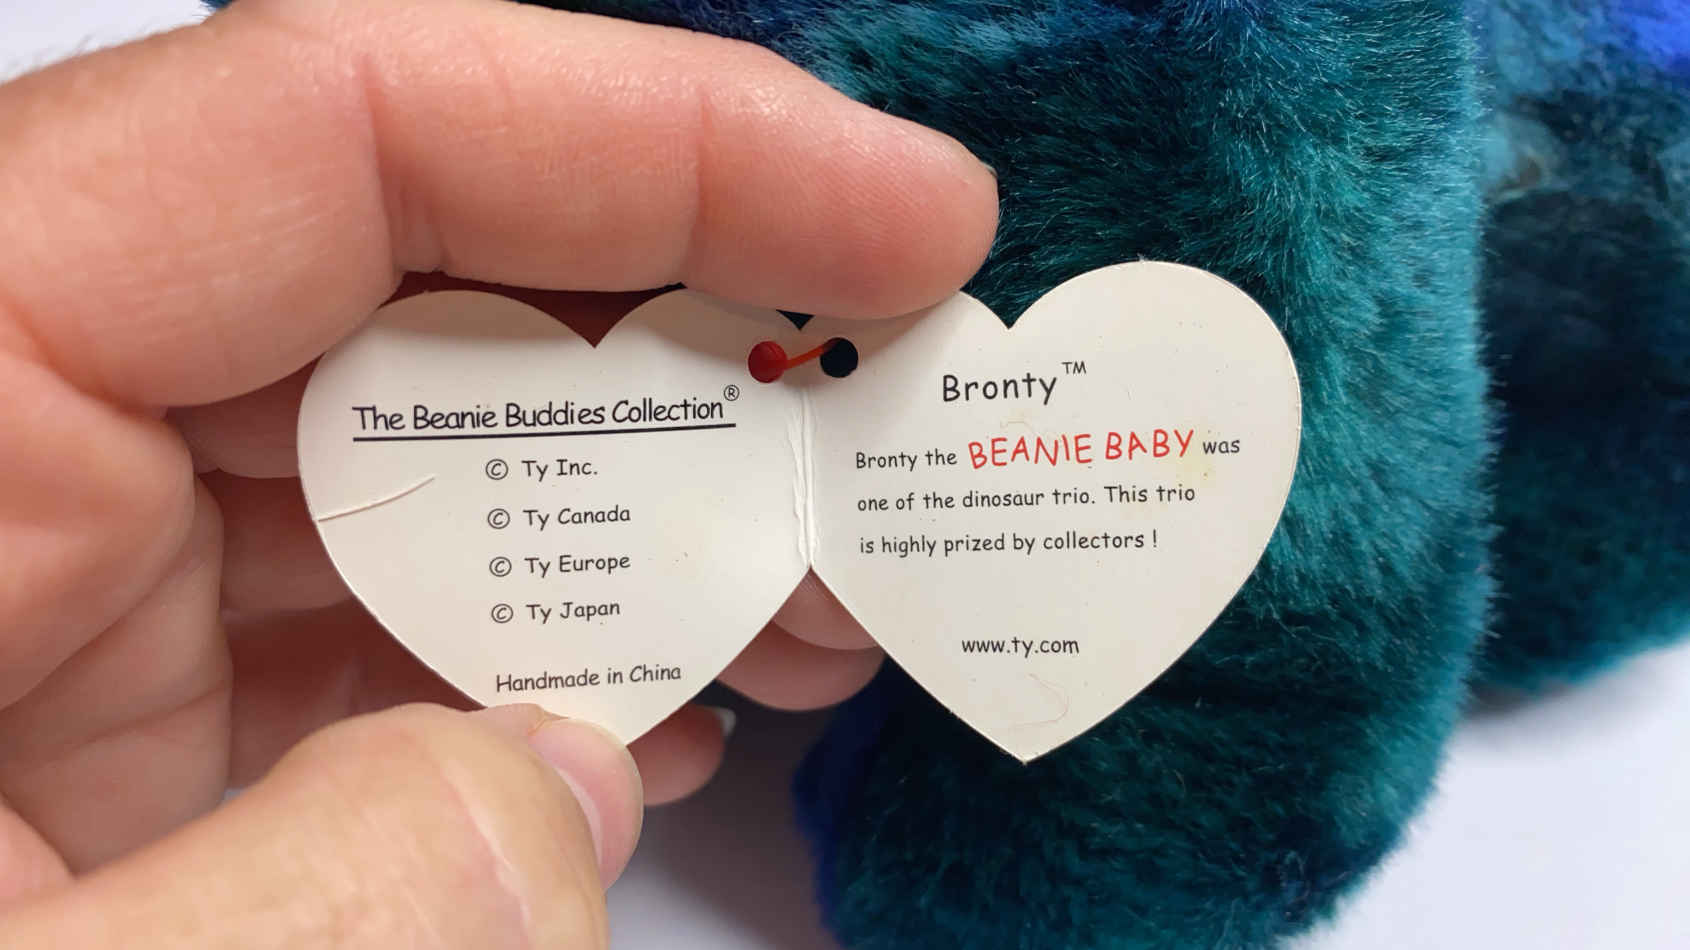 The Beanie Buddies Collection®
© Ty Inc.
© Ty Canada
© Ty Europe
© Ty Japan
Handmade in China
Bronty™
Bronty the BEANIE BABY was
one of the dinosaur trio. This trio
is highly prized by collectors !
www.ty.com